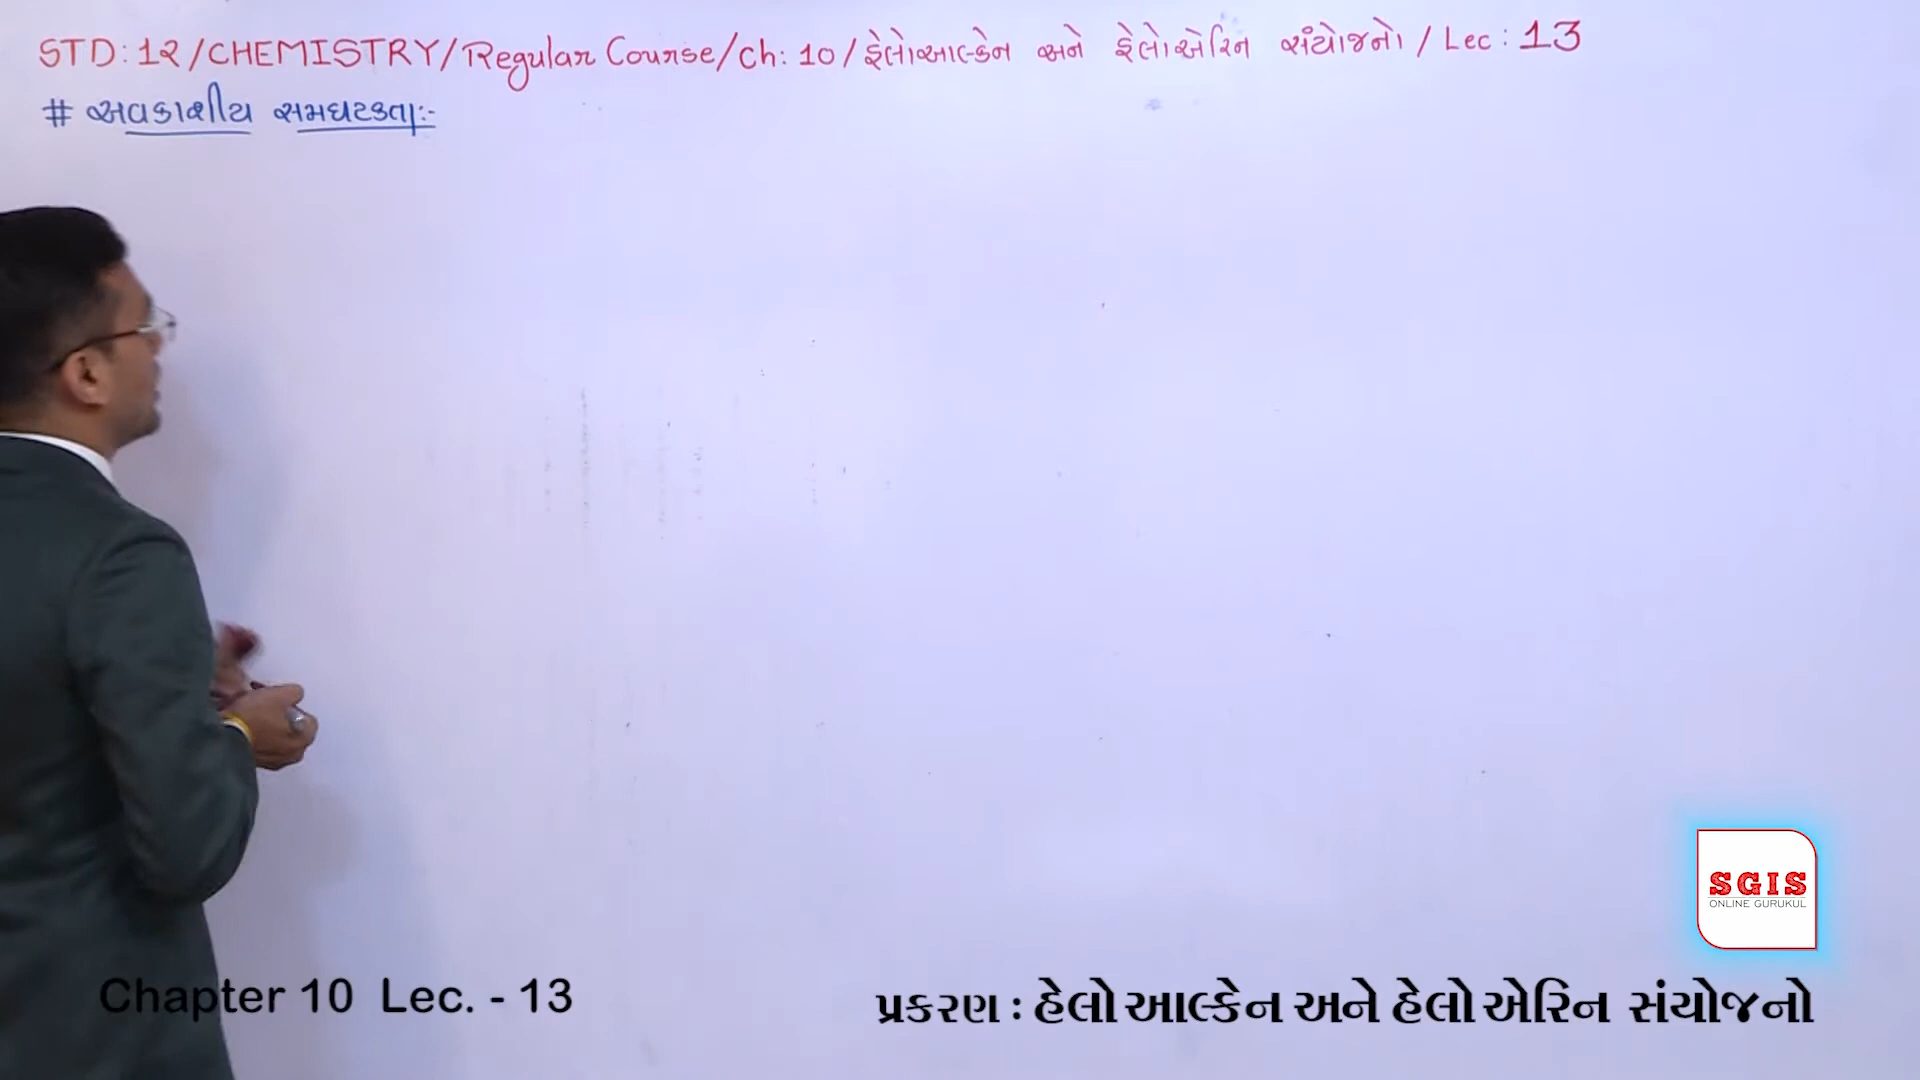 STD: 12/CHEMISTRY/Regular Course/Ch: 10/હેલોઆલ્કેન અને હેલોએરિન સંયોજનો/Lec: 13
# અવકાશીય સમઘટકતા:-
SGIS
ONLINE GURUKUL
Chapter 10 Lec. - 13
પ્રકરણ : હેલોઆલ્કેન અને હેલોએરિન સંયોજનો